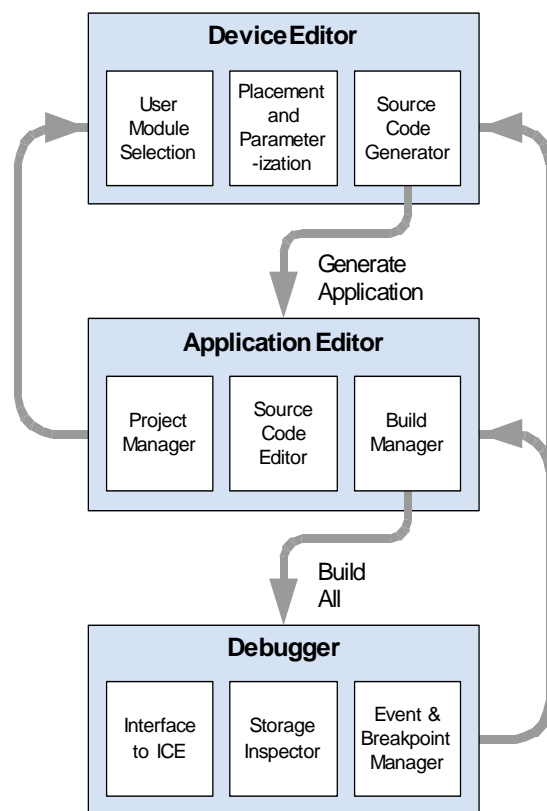 Device Editor
User
Module
Selection
Placement
and
Parameter
-ization
Source
Code
Generator
Generate
Application
Application Editor
Project
Manager
Source
Code
Editor
Build
Manager
Build
All
Debugger
Interface
to ICE
Storage
Inspector
Event &
Breakpoint
Manager